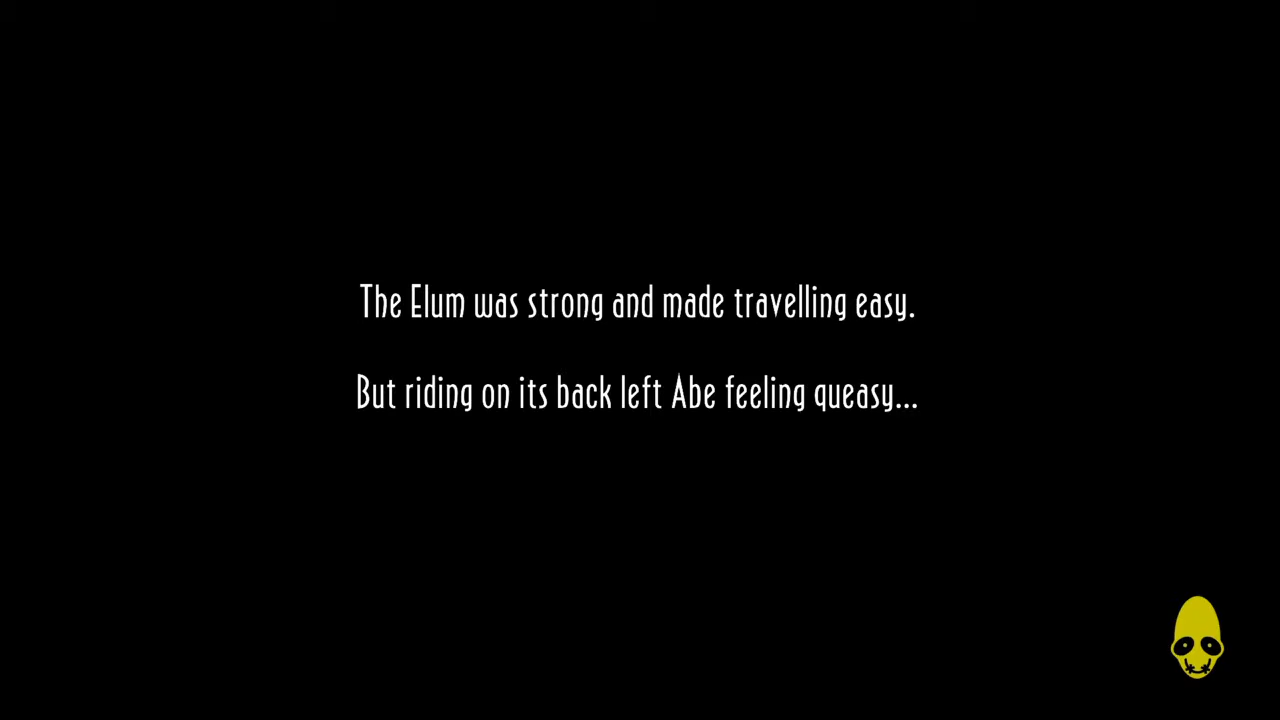 The Elum was strong and made travelling easy.
But riding on its back left Abe feeling queasy...